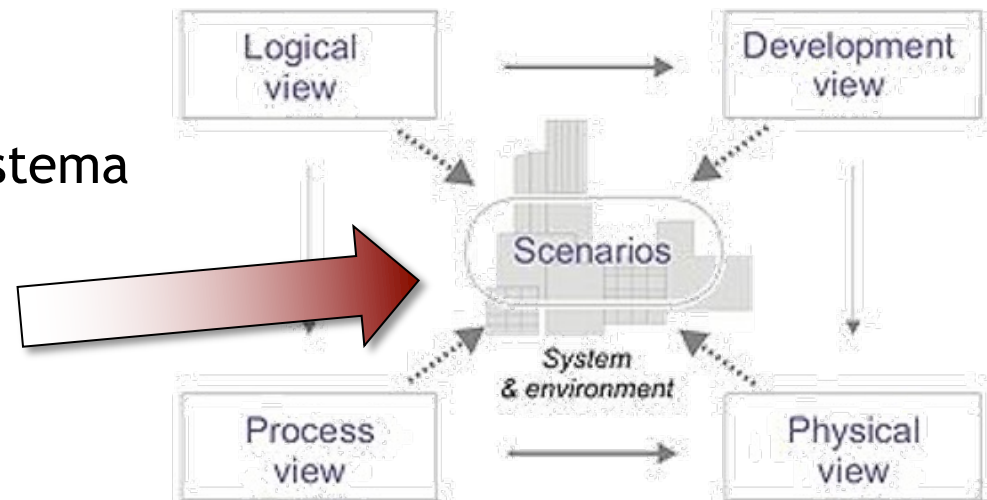 Logical
view
Development
view
stema
Scenarios
System
& environment
Process
view
Physical
view